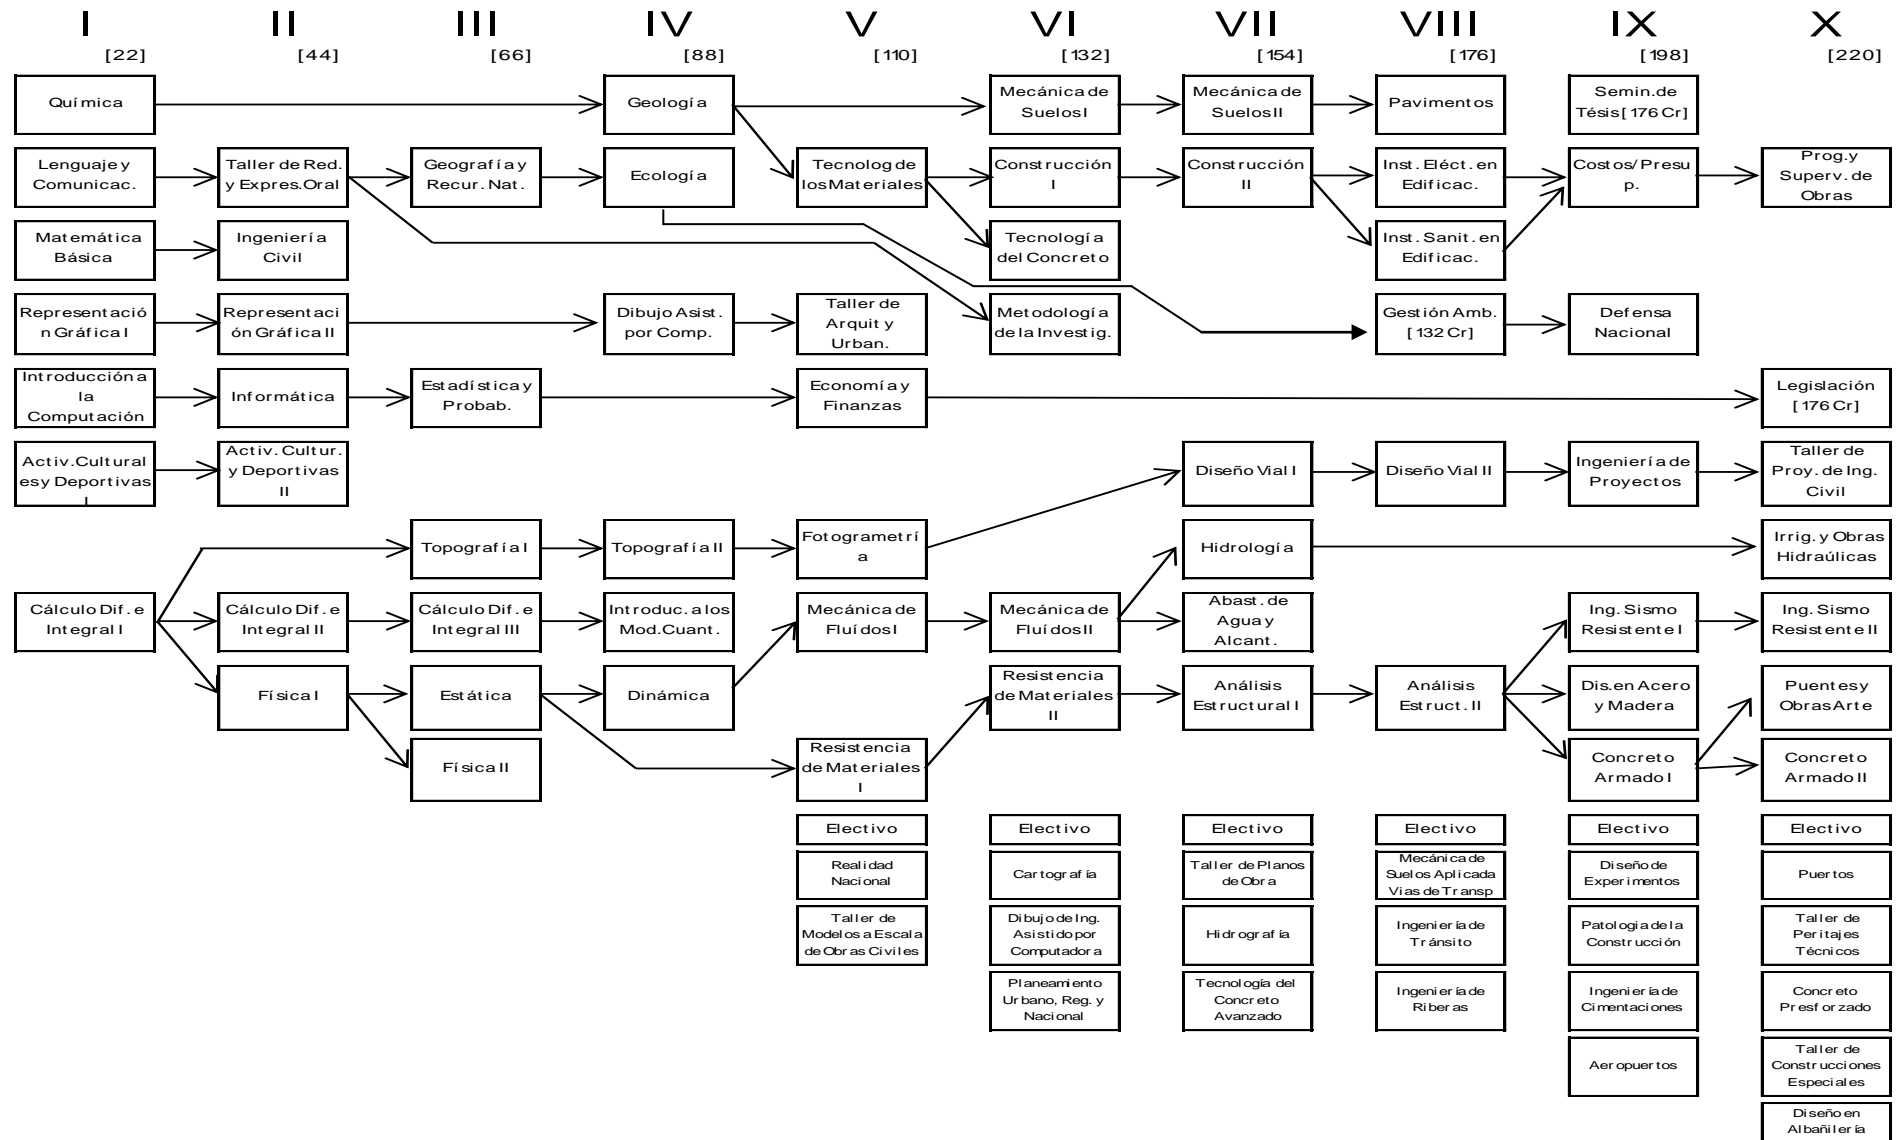 I II III IV V VI VII VIII IX X
[22] [44] [66] [88] [110] [132] [154] [176] [198] [220]
Química
Geología
Mecánica de
Suelos I
Mecánica de
Suelos II
Pavimentos
Semin. de
Tésis [176 Cr]
Lenguaje y
Comunicac.
Taller de Red.
y Expres. Oral
Geografía y
Recur. Nat.
Ecología
Tecnolog de
los Materiales
Construcción
I
Construcción
II
Inst. Eléct. en
Edificac.
Costos/Presu
p.
Prog. y
Superv. de
Obras
Matemática
Básica
Ingeniería
Civil
Tecnología
del Concreto
Inst. Sanit. en
Edificac.
Representació
n Gráfica I
Representaci
ón Gráfica II
Dibujo Asist.
por Comp.
Taller de
Arquit y
Urban.
Metodología
de la Investig.
Gestión Amb.
[132 Cr]
Defensa
Nacional
Introducción a
la
Computación
Informática
Estadística y
Probab.
Economía y
Finanzas
Legislación
[176 Cr]
Activ. Cultural
es y Deportivas
I
Activ. Cultur.
y Deportivas
II
Diseño Vial I
Diseño Vial II
Ingeniería de
Proyectos
Taller de
Proy. de Ing.
Civil
Topografía I
Topografía II
Fotogrametrí
a
Hidrología
Irrig. y Obras
Hidraúlicas
Cálculo Dif. e
Integral I
Cálculo Dif. e
Integral II
Cálculo Dif. e
Integral III
Introduc. a los
Mod. Cuant.
Mecánica de
Fluídos I
Mecánica de
Fluídos II
Abast. de
Agua y
Alcant.
Ing. Sismo
Resistente I
Ing. Sismo
Resistente II
Física I
Estática
Dinámica
Resistencia
de Materiales
II
Análisis
Estructural I
Análisis
Estruct. II
Dis. en Acero
y Madera
Puentes y
Obras Arte
Física II
Resistencia
de Materiales
I
Concreto
Armado I
Concreto
Armado II
Electivo
Electivo
Electivo
Electivo
Electivo
Electivo
Realidad
Nacional
Cartografía
Taller de Planos
de Obra
Mecánica de
Suelos Aplicada
Vias de Transp
Diseño de
Experimentos
Puertos
Taller de
Modelos a Escala
de Obras Civiles
Dibujo de Ing.
Asistido por
Computadora
Hidrografía
Ingeniería de
Tránsito
Patologia de la
Construcción
Taller de
Peritajes
Técnicos
Planeamiento
Urbano, Reg. y
Nacional
Tecnología del
Concreto
Avanzado
Ingeniería de
Riberas
Ingeniería de
Cimentaciones
Concreto
Presforzado
Aeropuertos
Taller de
Construcciones
Especiales
Diseño en
Albañilería